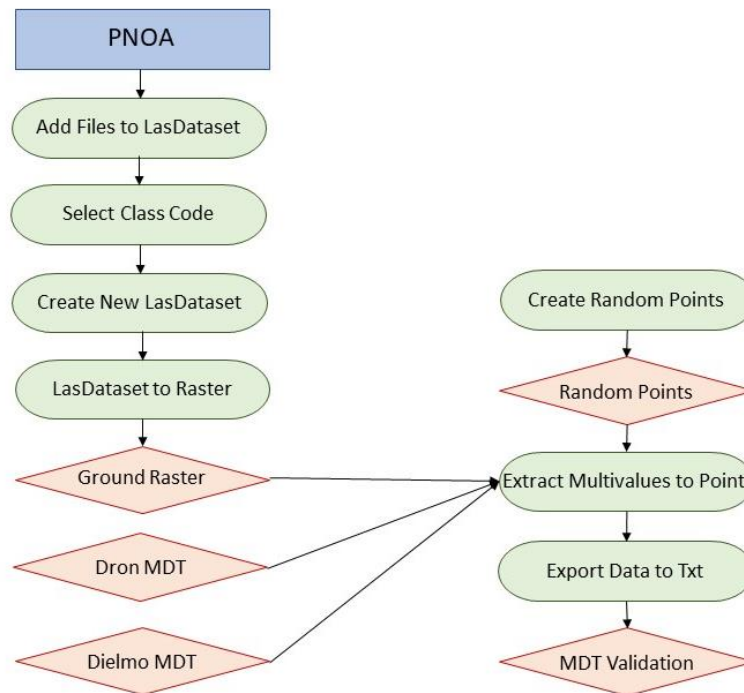 PNOA
Add Files to LasDataset
Select Class Code
Create New LasDataset
LasDataset to Raster
Ground Raster
Dron MDT
Dielmo MDT
Create Random Points
Random Points
Extract Multivalues to Point
Export Data to Txt
MDT Validation